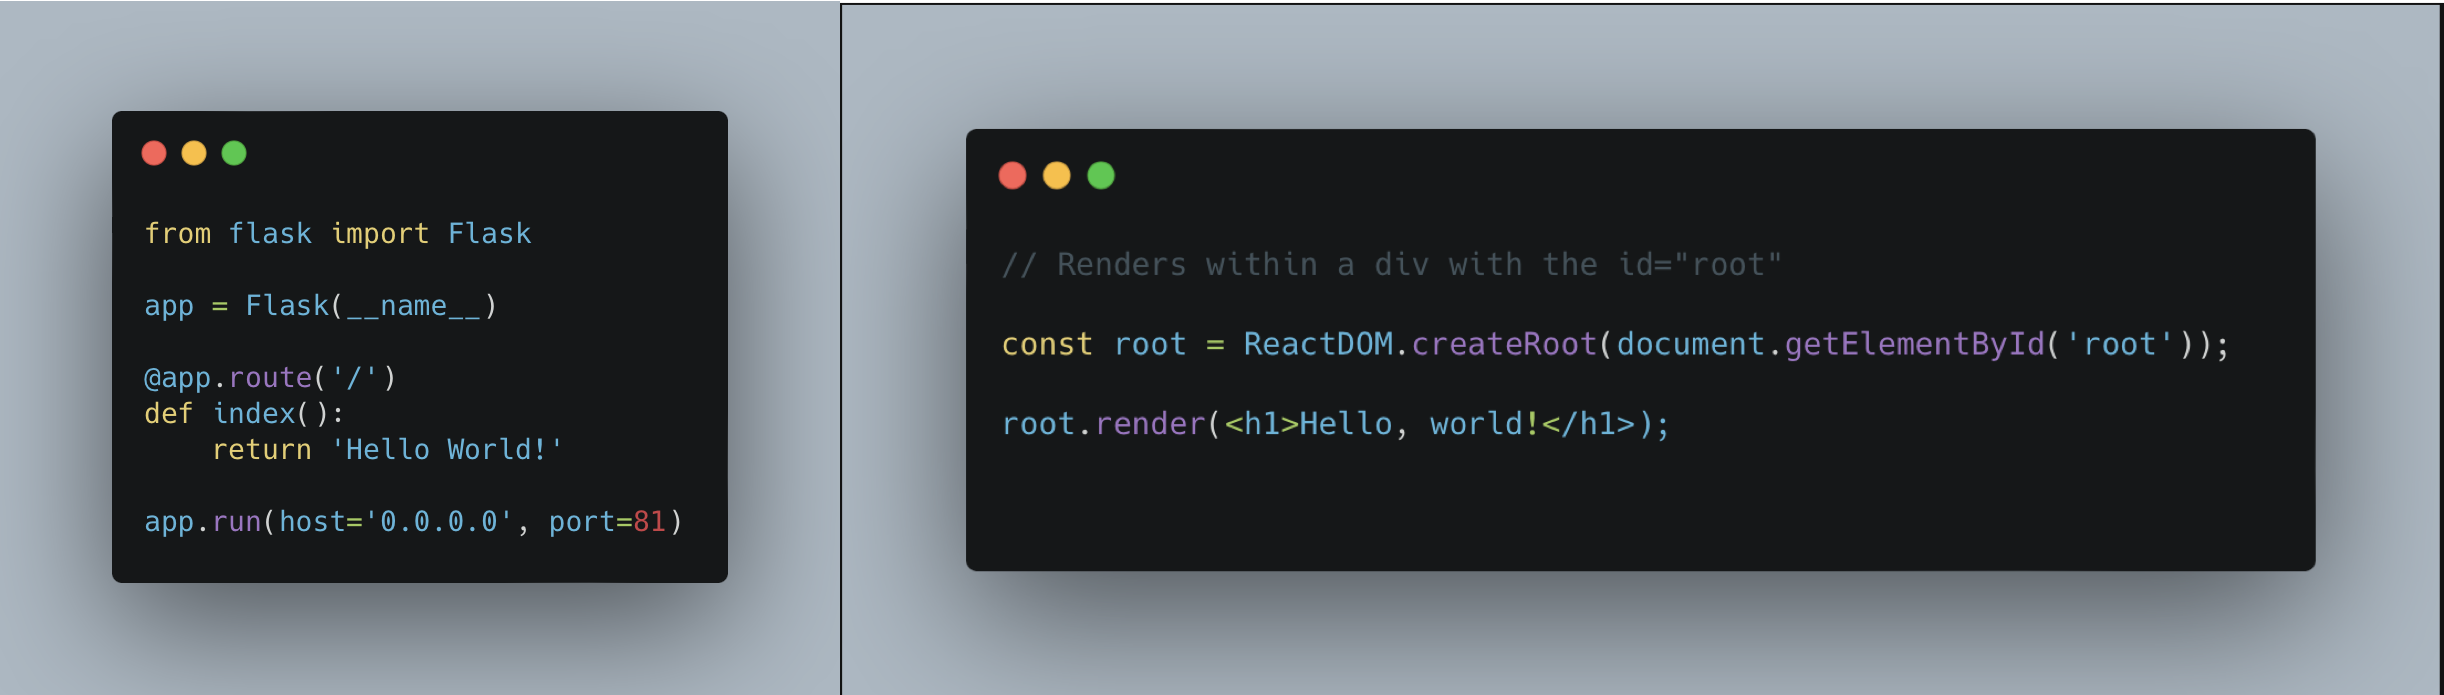 from flask import Flask
app = Flask(__name__)
@app.route('/')
def index():
    return 'Hello World!'
app.run(host='0.0.0.0', port=81)
// Renders within a div with the id="root"
const root = ReactDOM.createRoot(document.getElementById('root'));
root.render(<h1>Hello, world!</h1>);